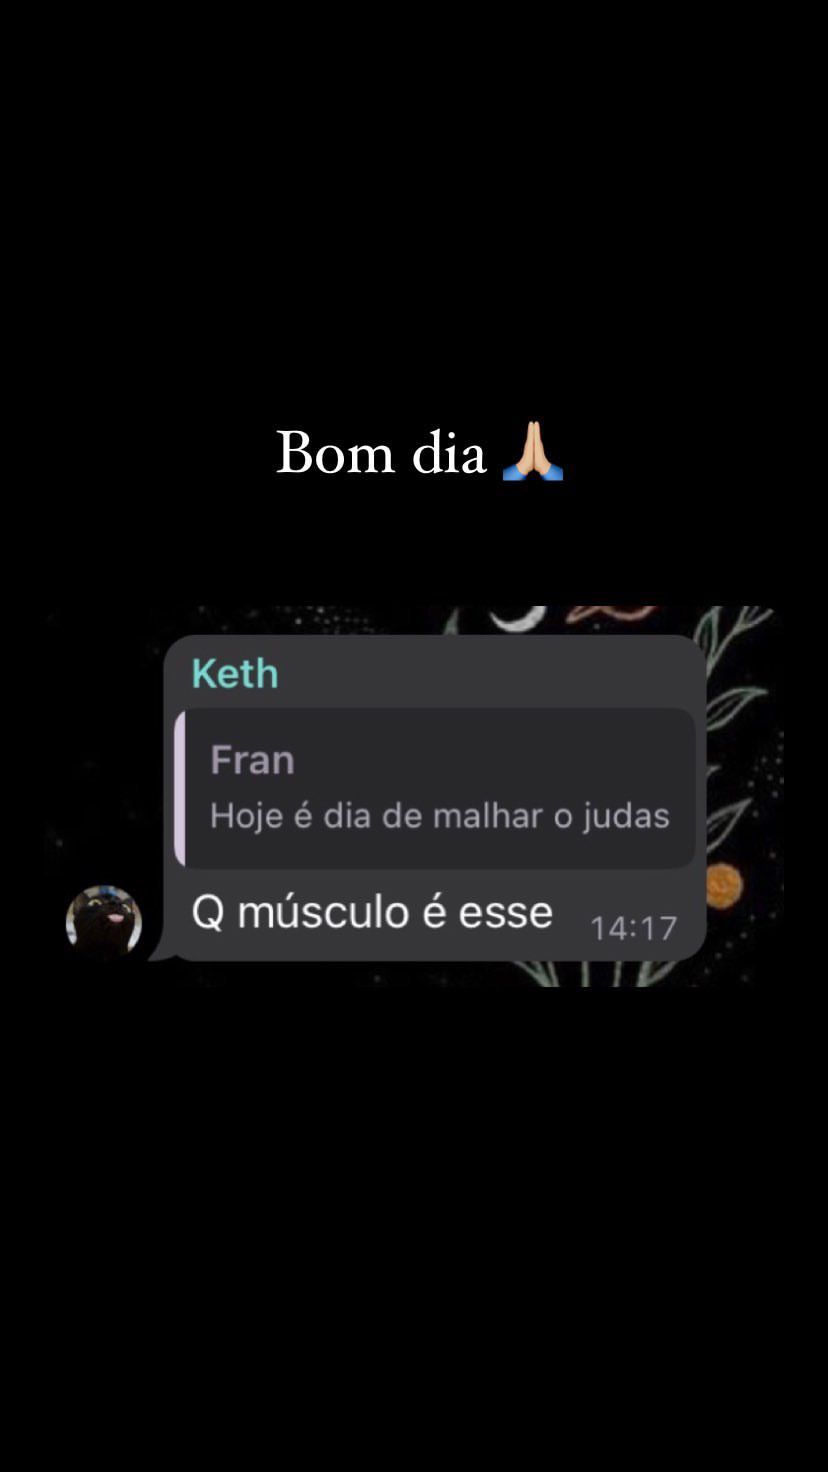 Bom dia 🙏🏼
Keth
Fran
Hoje é dia de malhar o judas
Q músculo é esse
14:17